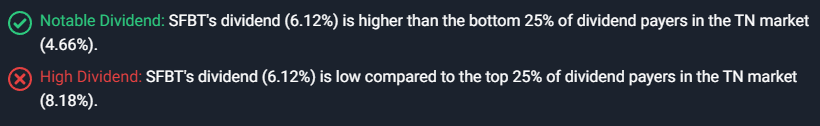 Notable Dividend: SFBT's dividend (6.12%) is higher than the bottom 25% of dividend payers in the TN market
(4.66%).
High Dividend: SFBT's dividend (6.12%) is low compared to the top 25% of dividend payers in the TN market
(8.18%).